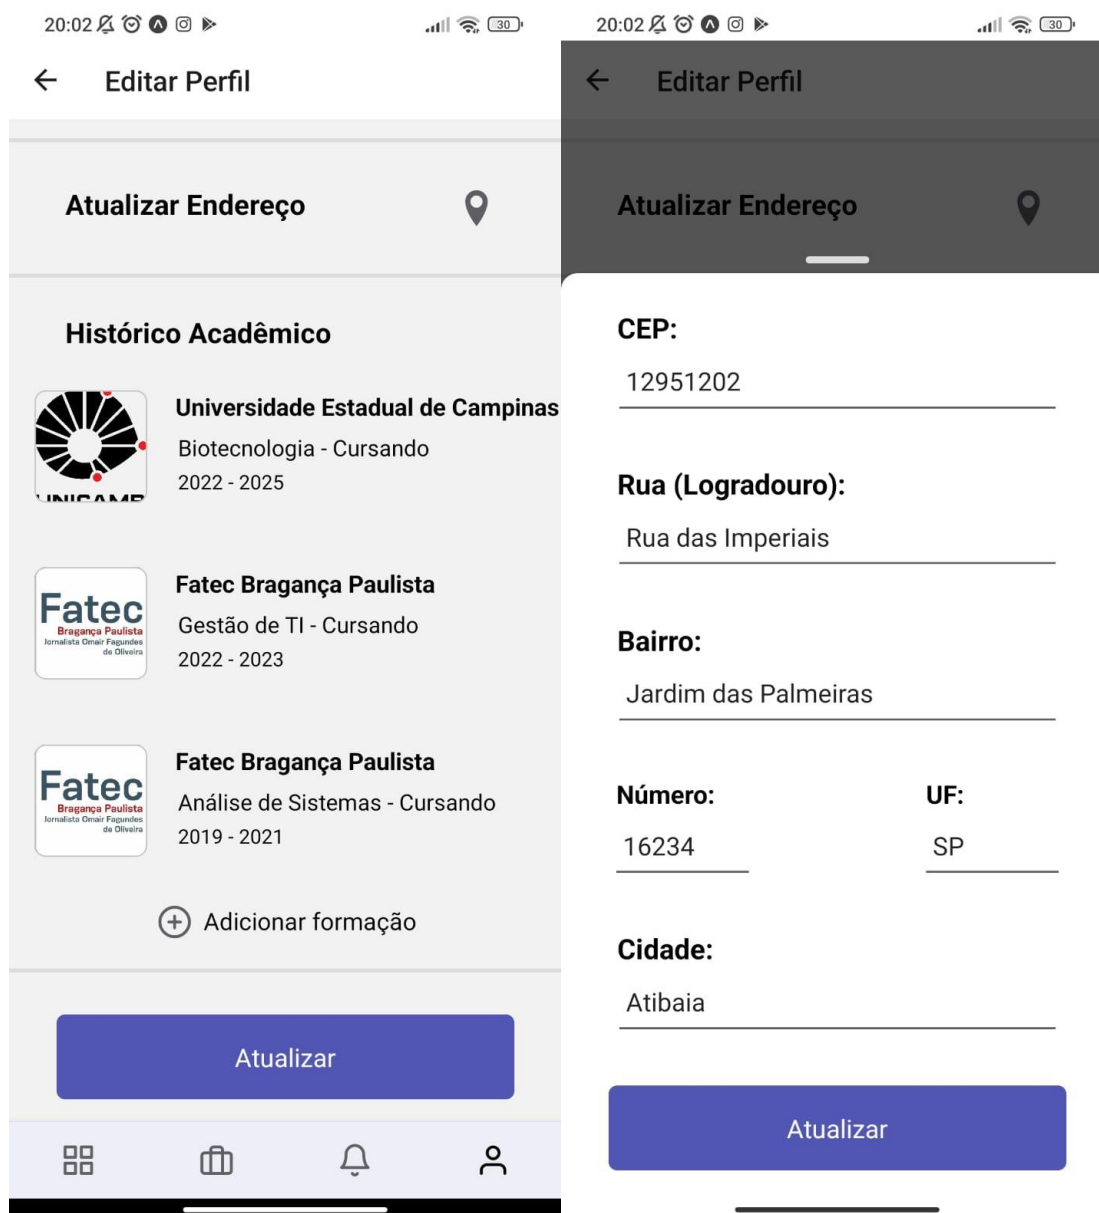 20:02
30
Editar Perfil
Atualizar Endereço
Histórico Acadêmico
UNICAMP
Universidade Estadual de Campinas
Biotecnologia - Cursando
2022 - 2025
Fatec
Bragança Paulista
Jornalista Omair Fagundes
de Oliveira
Fatec Bragança Paulista
Gestão de TI - Cursando
2022 - 2023
Fatec
Bragança Paulista
Jornalista Omair Fagundes
de Oliveira
Fatec Bragança Paulista
Análise de Sistemas - Cursando
2019 - 2021
Adicionar formação
Atualizar
20:02
30
Editar Perfil
Atualizar Endereço
CEP:
12951202
Rua (Logradouro):
Rua das Imperiais
Bairro:
Jardim das Palmeiras
Número:
UF:
16234
SP
Cidade:
Atibaia
Atualizar